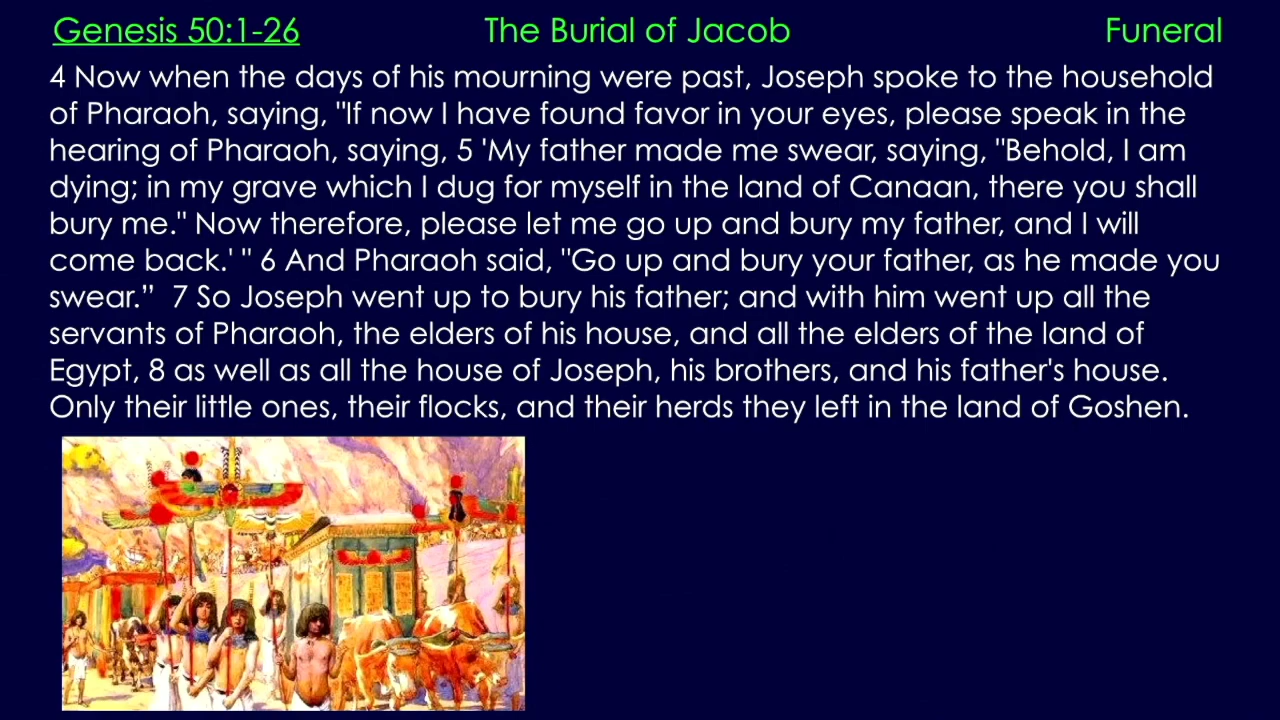 Genesis 50:1-26 The Burial of Jacob Funeral
4 Now when the days of his mourning were past, Joseph spoke to the household
of Pharaoh, saying, "If now I have found favor in your eyes, please speak in the
hearing of Pharaoh, saying, 5 'My father made me swear, saying, "Behold, I am
dying; in my grave which I dug for myself in the land of Canaan, there you shall
bury me." Now therefore, please let me go up and bury my father, and I will
come back.' " 6 And Pharaoh said, "Go up and bury your father, as he made you
swear.”  7 So Joseph went up to bury his father; and with him went up all the
servants of Pharaoh, the elders of his house, and all the elders of the land of
Egypt, 8 as well as all the house of Joseph, his brothers, and his father's house.
Only their little ones, their flocks, and their herds they left in the land of Goshen.